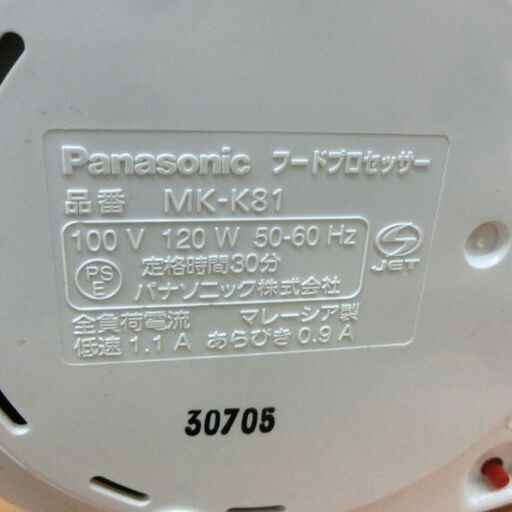 Panasonic フードプロセッサー
品番 MK-K81
100 V 120 W 50-60 Hz
定格時間30分
PS
E
パナソニック株式会社
JET
全負荷電流 マレーシア製
低速 1.1 A あらびき 0.9 A
30705